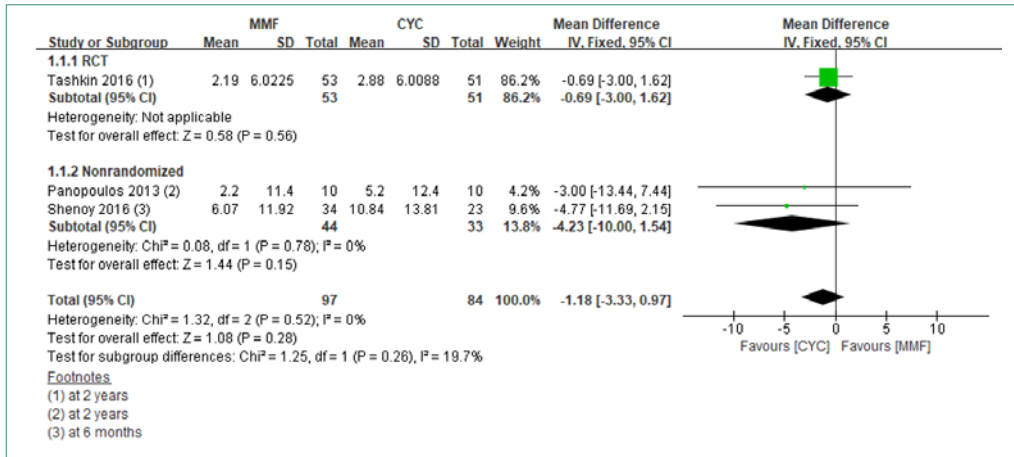 MMF CYC Mean Difference Mean Difference
Study or Subgroup Mean SD Total Mean SD Total Weight IV, Fixed, 95% CI IV, Fixed, 95% CI
1.1.1 RCT
Tashkin 2016 (1) 2.19 6.0225 53 2.88 6.0088 51 86.2% -0.69 [-3.00, 1.62]
Subtotal (95% CI) 53 51 86.2% -0.69 [-3.00, 1.62]
Heterogeneity: Not applicable
Test for overall effect: Z = 0.58 (P = 0.56)
1.1.2 Nonrandomized
Panopoulos 2013 (2) 2.2 11.4 10 5.2 12.4 10 4.2% -3.00 [-13.44, 7.44]
Shenoy 2016 (3) 6.07 11.92 34 10.84 13.81 23 9.6% -4.77 [-11.69, 2.15]
Subtotal (95% CI) 44 33 13.8% -4.23 [-10.00, 1.54]
Heterogeneity: Chi² = 0.08, df = 1 (P = 0.78); I² = 0%
Test for overall effect: Z = 1.44 (P = 0.15)
Total (95% CI) 97 84 100.0% -1.18 [-3.33, 0.97]
Heterogeneity: Chi² = 1.32, df = 2 (P = 0.52); I² = 0%
Test for overall effect: Z = 1.08 (P = 0.28)
Test for subgroup differences: Chi² = 1.25, df = 1 (P = 0.26), I² = 19.7%
-10 -5 0 5 10
Favours [CYC] Favours [MMF]
Footnotes
(1) at 2 years
(2) at 2 years
(3) at 6 months